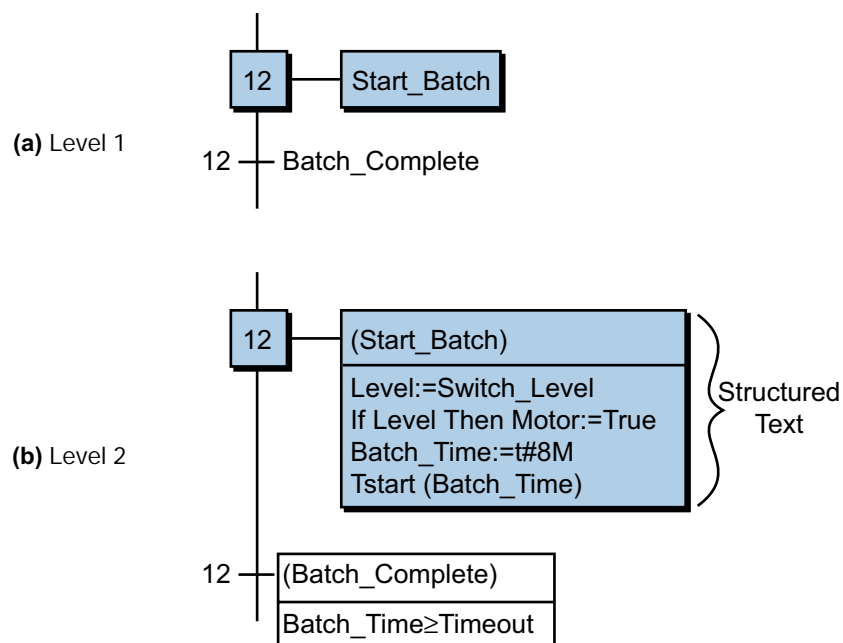 12
Start_Batch
(a) Level 1
12
Batch_Complete
12
(Start_Batch)
Level:=Switch_Level
If Level Then Motor:=True
Batch_Time:=t#8M
Tstart (Batch_Time)
Structured
Text
(b) Level 2
12
(Batch_Complete)
Batch_Time≥Timeout